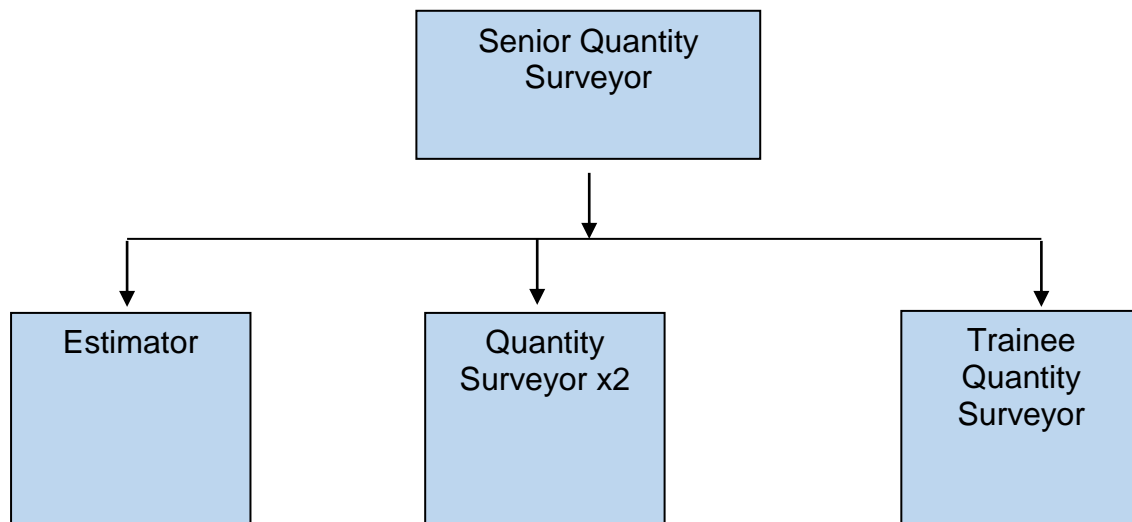 Senior Quantity
Surveyor
Estimator
Quantity
Surveyor x2
Trainee
Quantity
Surveyor